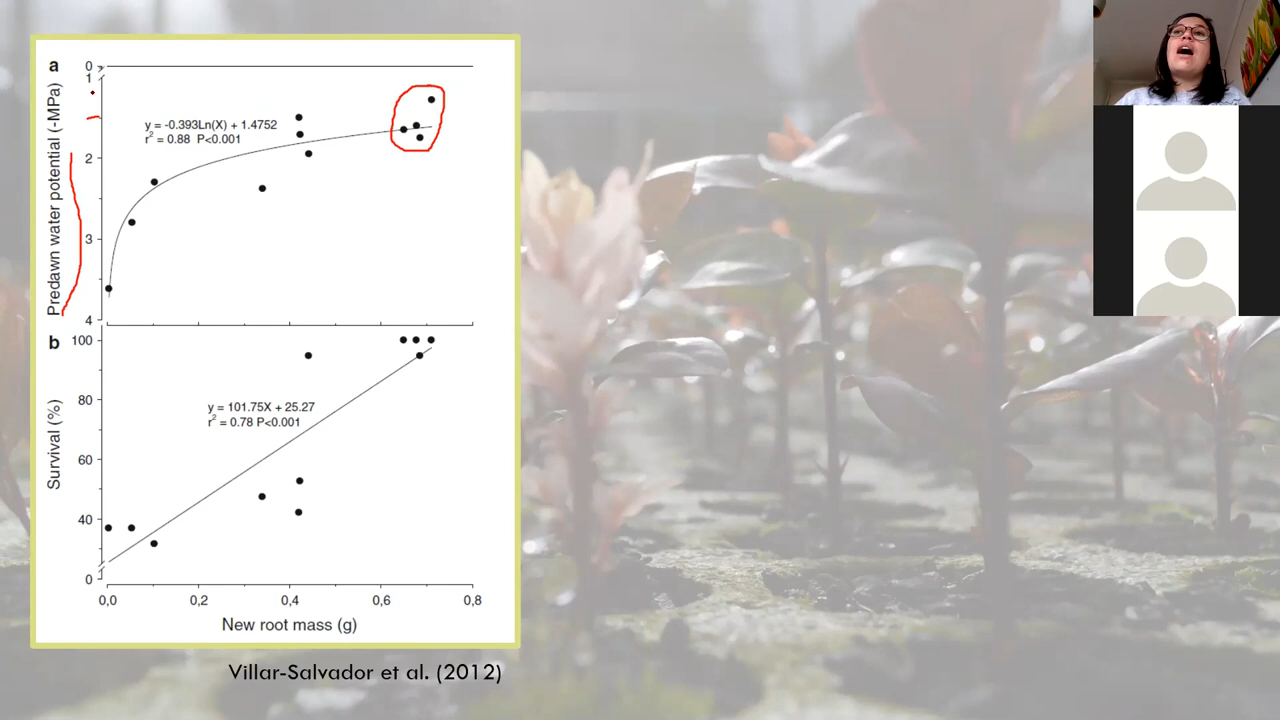 a
0
1
2
3
4
Predawn water potential (-MPa)
y = -0.393Ln(X) + 1.4752
r2 = 0.88 P<0.001
b
100
80
60
40
0
Survival (%)
y = 101.75X + 25.27
r2 = 0.78 P<0.001
0,0 0,2 0,4 0,6 0,8
New root mass (g)
Villar-Salvador et al. (2012)